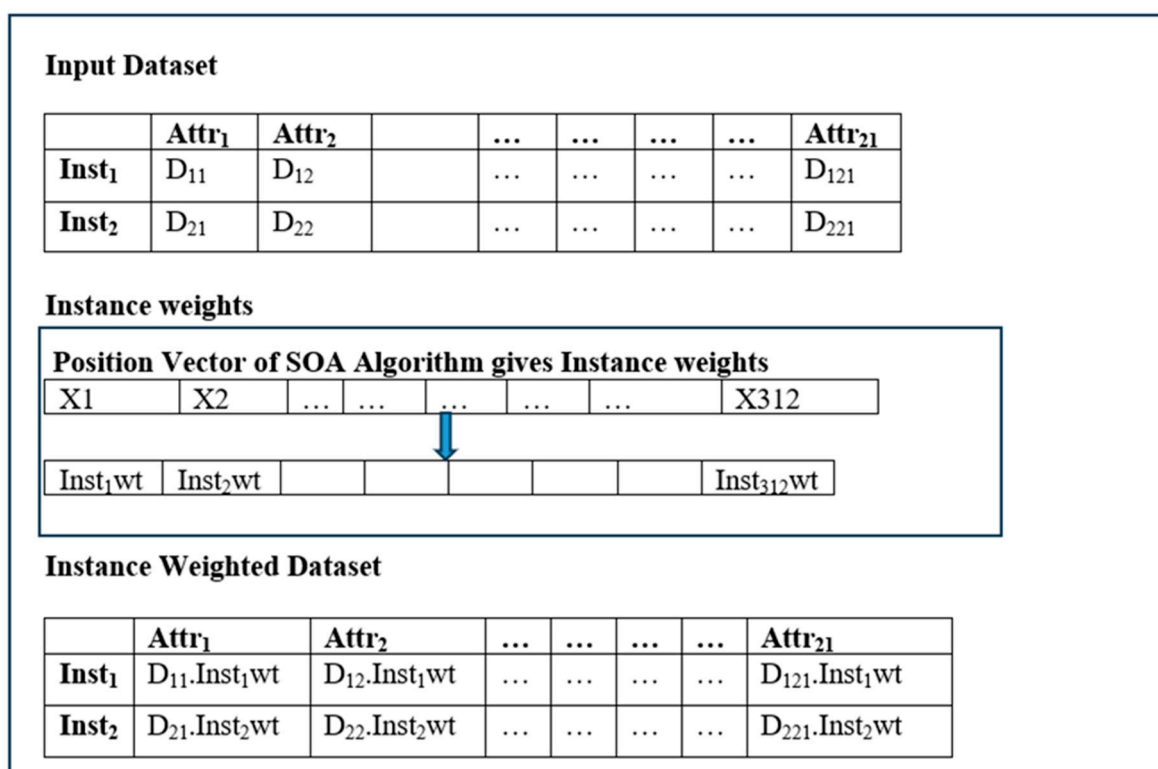 Input Dataset
Attr₁ Attr₂ … … … … Attr₂₁
Inst₁ D₁₁ D₁₂ … … … … D₁₂₁
Inst₂ D₂₁ D₂₂ … … … … D₂₂₁
Instance weights
Position Vector of SOA Algorithm gives Instance weights
X1 X2 … … … … … X312
Inst₁wt Inst₂wt Inst₃₁₂wt
Instance Weighted Dataset
Attr₁ Attr₂ … … … … Attr₂₁
Inst₁ D₁₁.Inst₁wt D₁₂.Inst₁wt … … … … D₁₂₁.Inst₁wt
Inst₂ D₂₁.Inst₂wt D₂₂.Inst₂wt … … … … D₂₂₁.Inst₂wt